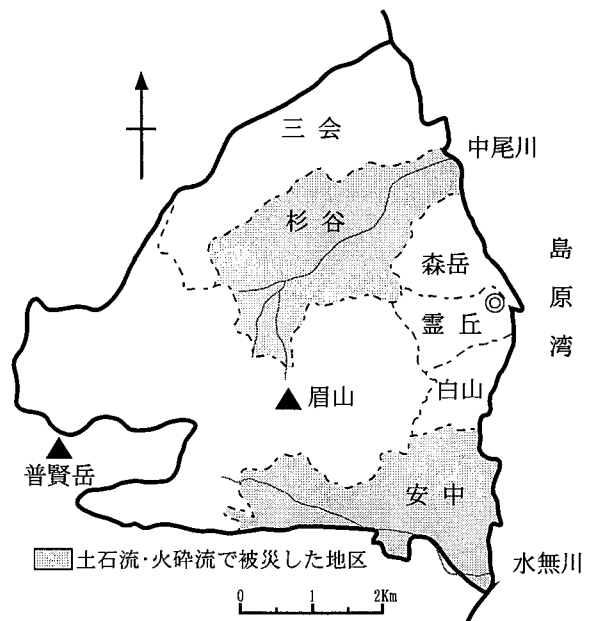 三会
中尾川
杉谷
森岳
島原湾
霊丘
眉山
白山
普賢岳
安中
土石流・火砕流で被災した地区
水無川
0 1 2Km